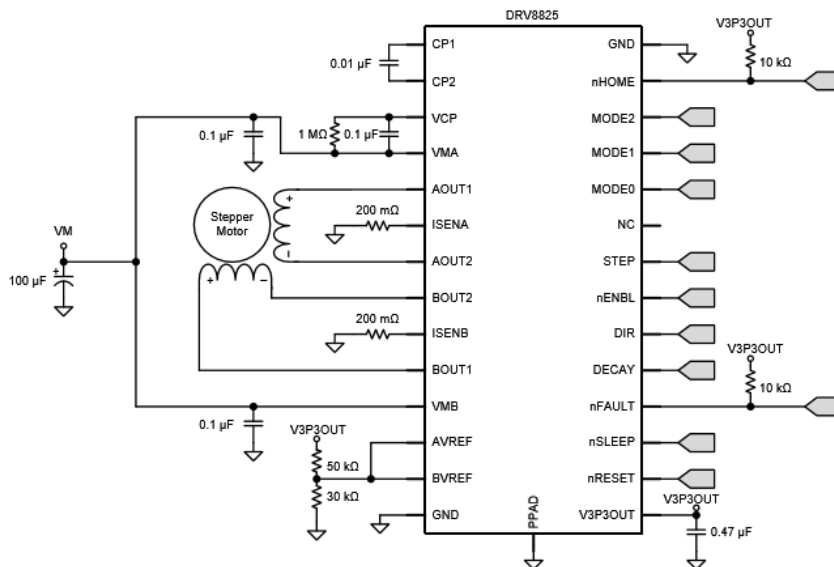 DRV8825
CP1
CP2
VCP
VMA
AOUT1
ISENA
AOUT2
BOUT2
ISENB
BOUT1
VMB
AVREF
BVREF
GND
PPAD
GND
nHOME
MODE2
MODE1
MODE0
NC
STEP
nENBL
DIR
DECAY
nFAULT
nSLEEP
nRESET
V3P3OUT
0.01 µF
0.1 µF
1 MΩ
0.1 µF
Stepper
Motor
+
−
+
−
200 mΩ
200 mΩ
VM
+
100 µF
0.1 µF
V3P3OUT
50 kΩ
30 kΩ
V3P3OUT
10 kΩ
V3P3OUT
10 kΩ
V3P3OUT
0.47 µF